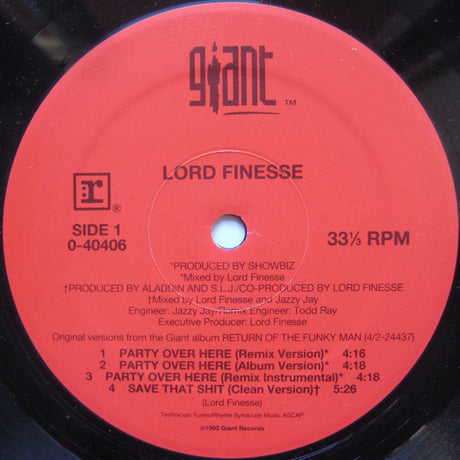 giant ™
LORD FINESSE
r ®
SIDE 1
0-40406
33⅓ RPM
*PRODUCED BY SHOWBIZ
*Mixed by Lord Finesse
†PRODUCED BY ALADDIN AND S.L.J./CO-PRODUCED BY LORD FINESSE
†Mixed by Lord Finesse and Jazzy Jay
Engineer: Jazzy Jay/Remix Engineer: Todd Ray
Executive Producer: Lord Finesse
Original versions from the Giant album RETURN OF THE FUNKY MAN (4/2-24437)
1 PARTY OVER HERE (Remix Version)* 4:16
2 PARTY OVER HERE (Album Version)* 4:18
3 PARTY OVER HERE (Remix Instrumental)* 4:18
4 SAVE THAT SHIT (Clean Version)† 5:26
(Lord Finesse)
Technician Tunes/Rhyme Syndicate Music ASCAP
℗1992 Giant Records